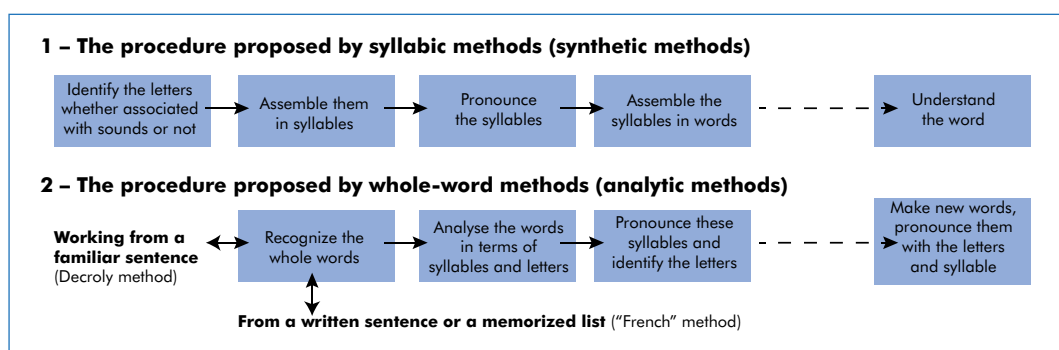 1 – The procedure proposed by syllabic methods (synthetic methods)
Identify the letters
whether associated
with sounds or not
Assemble them
in syllables
Pronounce
the syllables
Assemble the
syllables in words
Understand
the word
2 – The procedure proposed by whole-word methods (analytic methods)
Working from a
familiar sentence
(Decroly method)
Recognize the
whole words
Analyse the words
in terms of
syllables and letters
Pronounce these
syllables and
identify the letters
Make new words,
pronounce them
with the letters
and syllable
From a written sentence or a memorized list (“French” method)